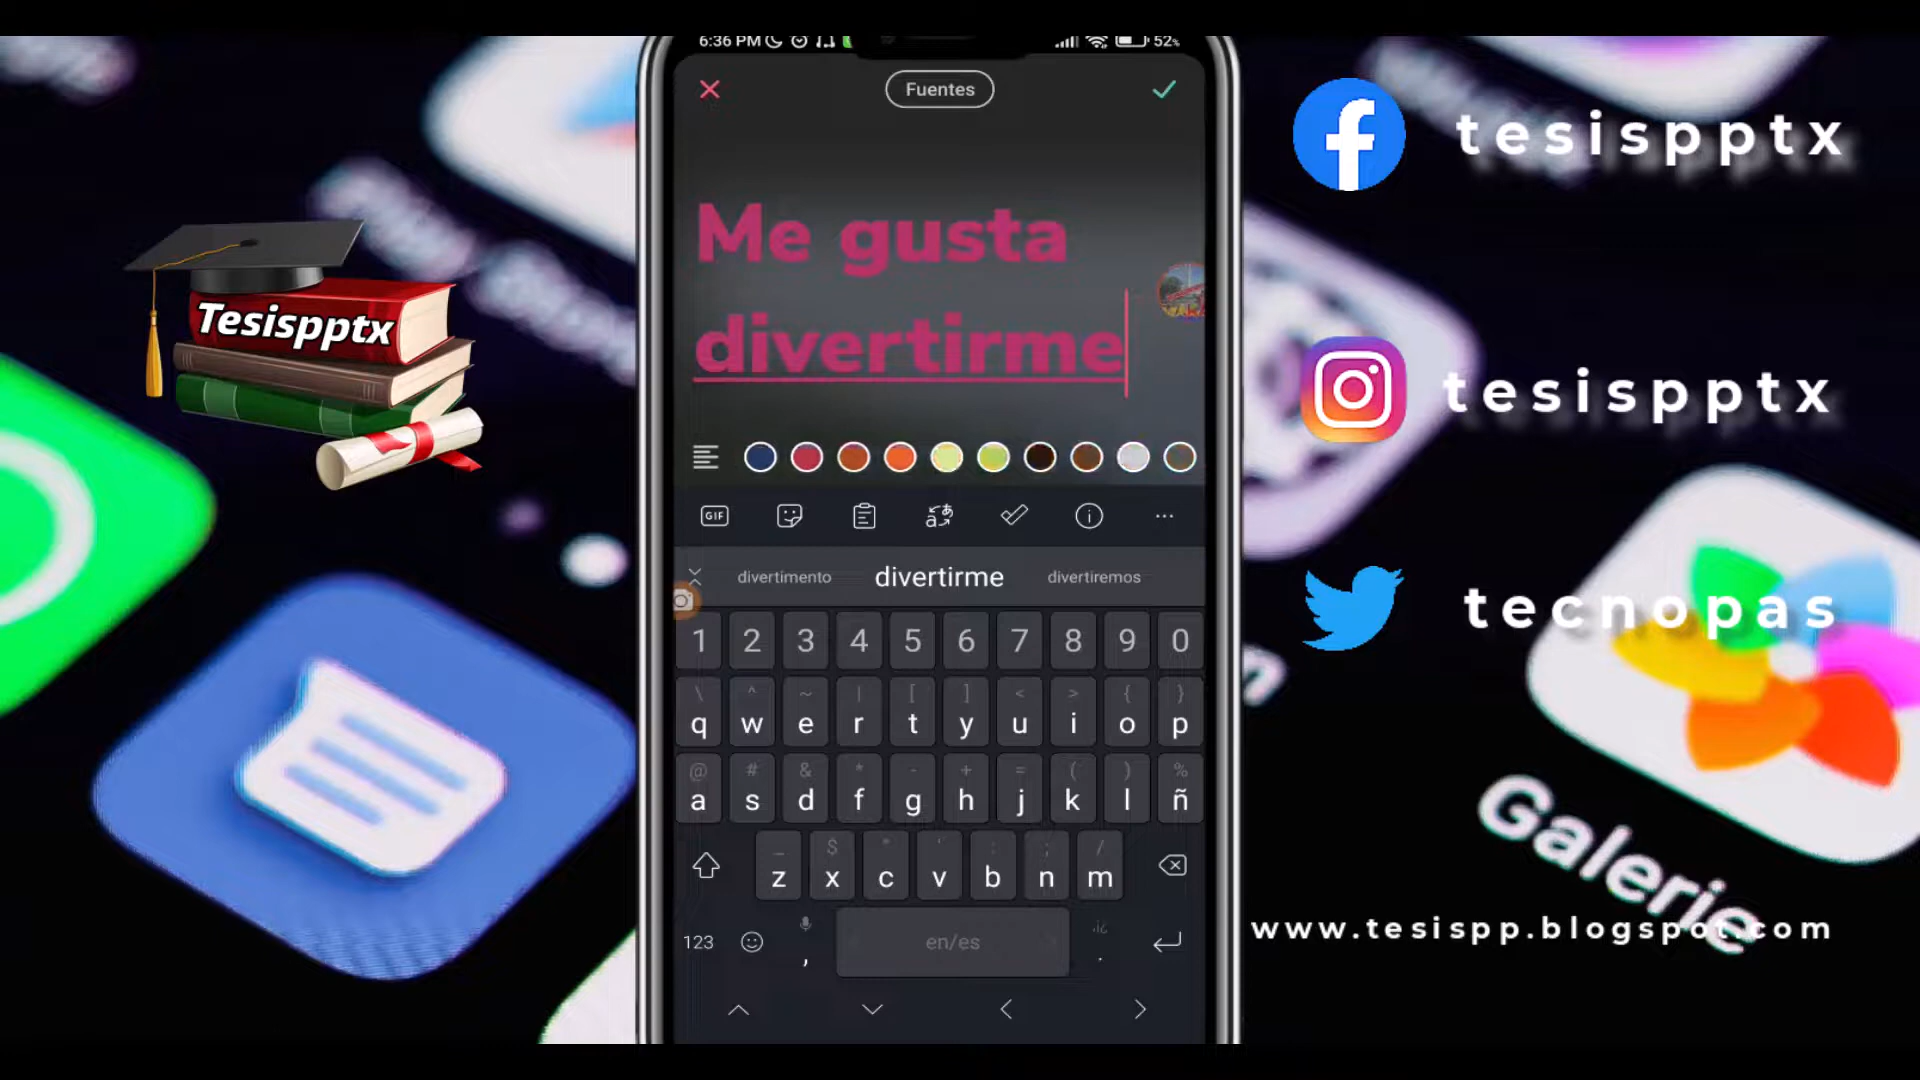 6:36 PM
52%
Fuentes
Me gusta
divertirme
GIF
divertimento divertirme divertiremos
1 2 3 4 5 6 7 8 9 0
\ ^ ~ | [ ] < > { }
q w e r t y u i o p
@ # & * - + = ( ) %
a s d f g h j k l ñ
z x c v b n m
123 , en/es .
Tesispptx
tesispptx
tesispptx
tecnopas
Galerie
www.tesispp.blogspot.com